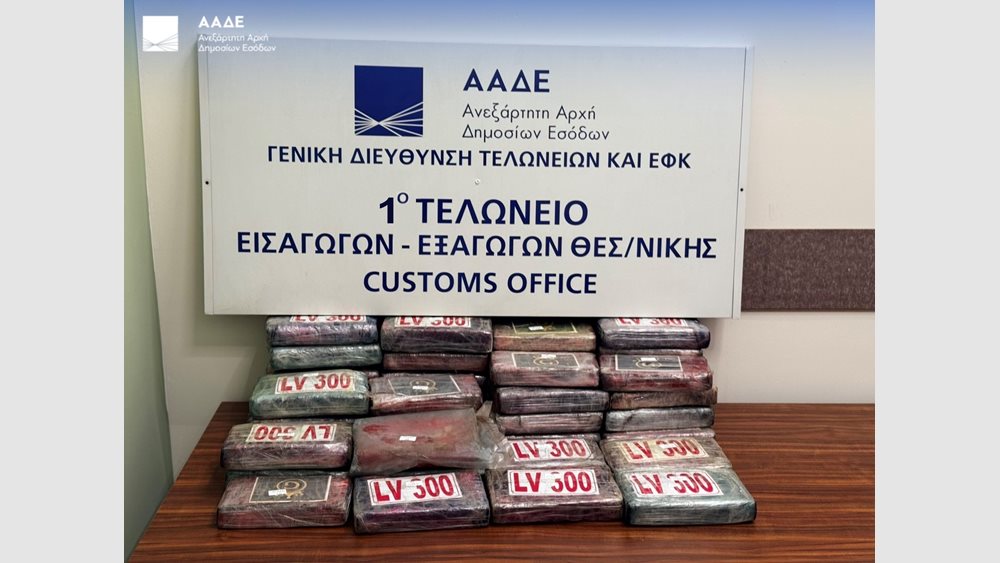 ΑΑΔΕ
Ανεξάρτητη Αρχή
Δημοσίων Εσόδων
ΑΑΔΕ
Ανεξάρτητη Αρχή
Δημοσίων Εσόδων
ΓΕΝΙΚΗ ΔΙΕΥΘΥΝΣΗ ΤΕΛΩΝΕΙΩΝ ΚΑΙ ΕΦΚ
1Ο ΤΕΛΩΝΕΙΟ
ΕΙΣΑΓΩΓΩΝ - ΕΞΑΓΩΓΩΝ ΘΕΣ/ΝΙΚΗΣ
CUSTOMS OFFICE
LV 300
LV 300
LV 300
LV 300
LV 300
LV 300
LV 300
LV 300
LV 300
LV 300